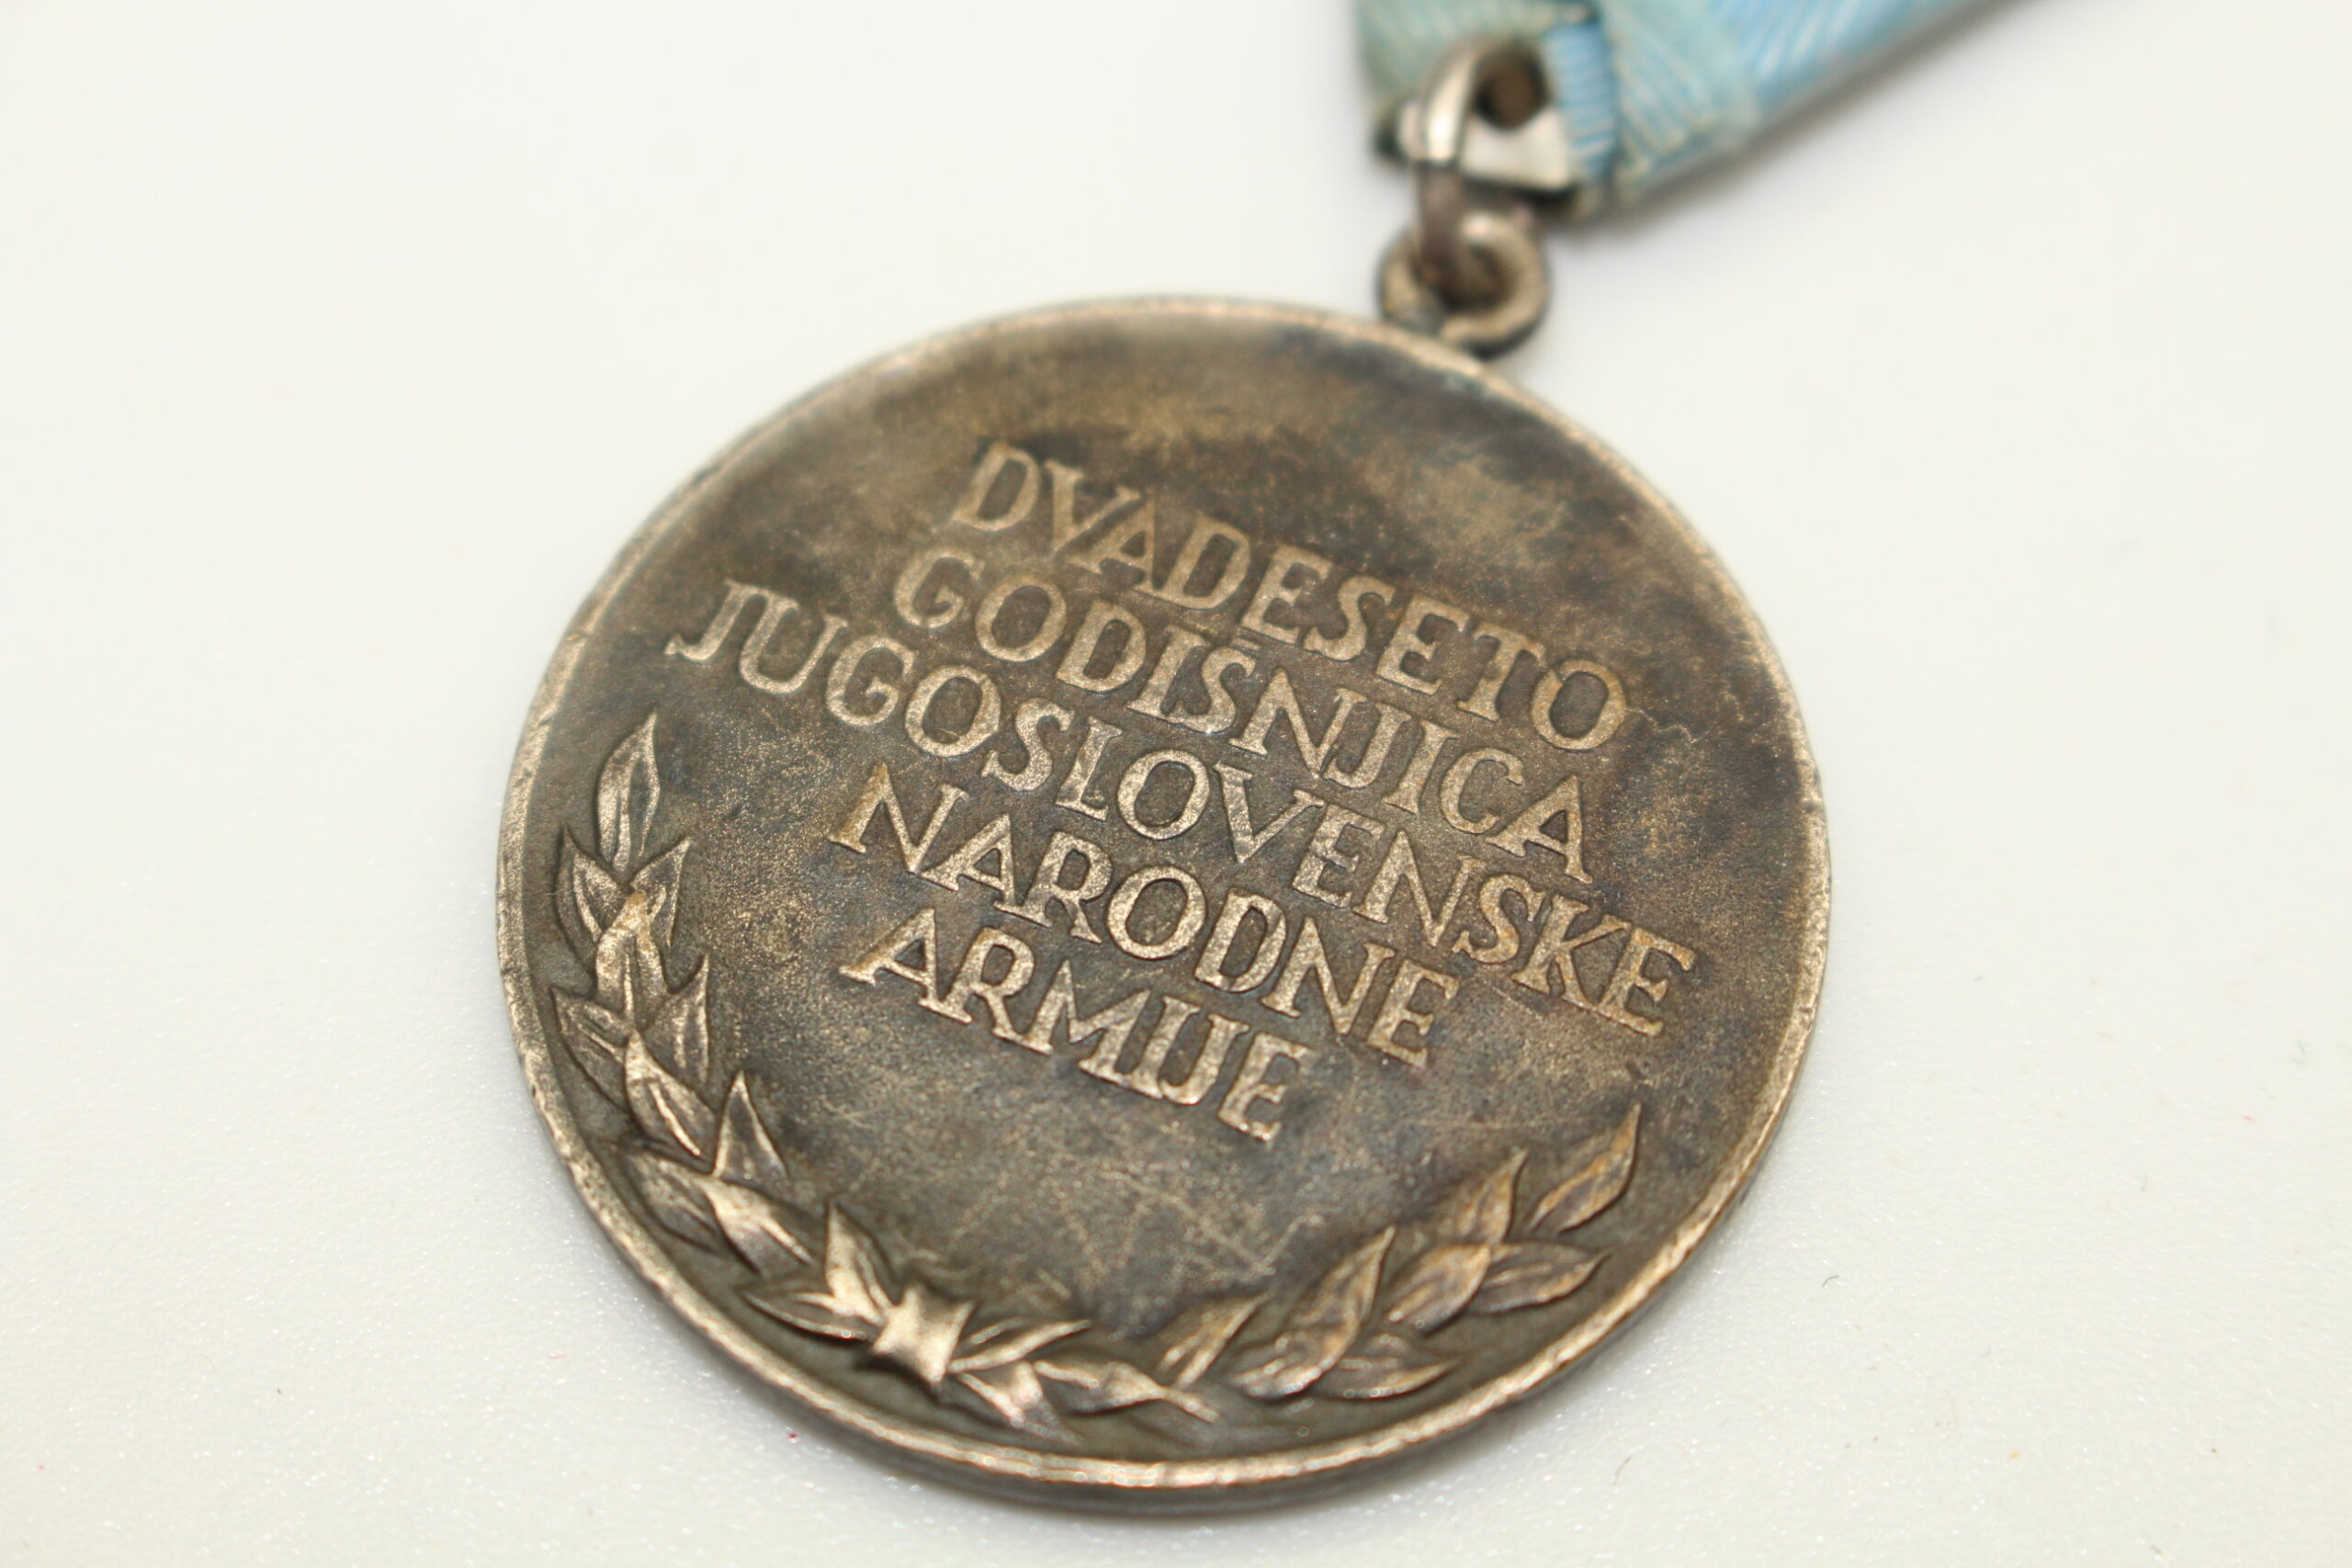 DVADESETO
GODIŠNJICA
JUGOSLOVENSKE
NARODNE
ARMIJE